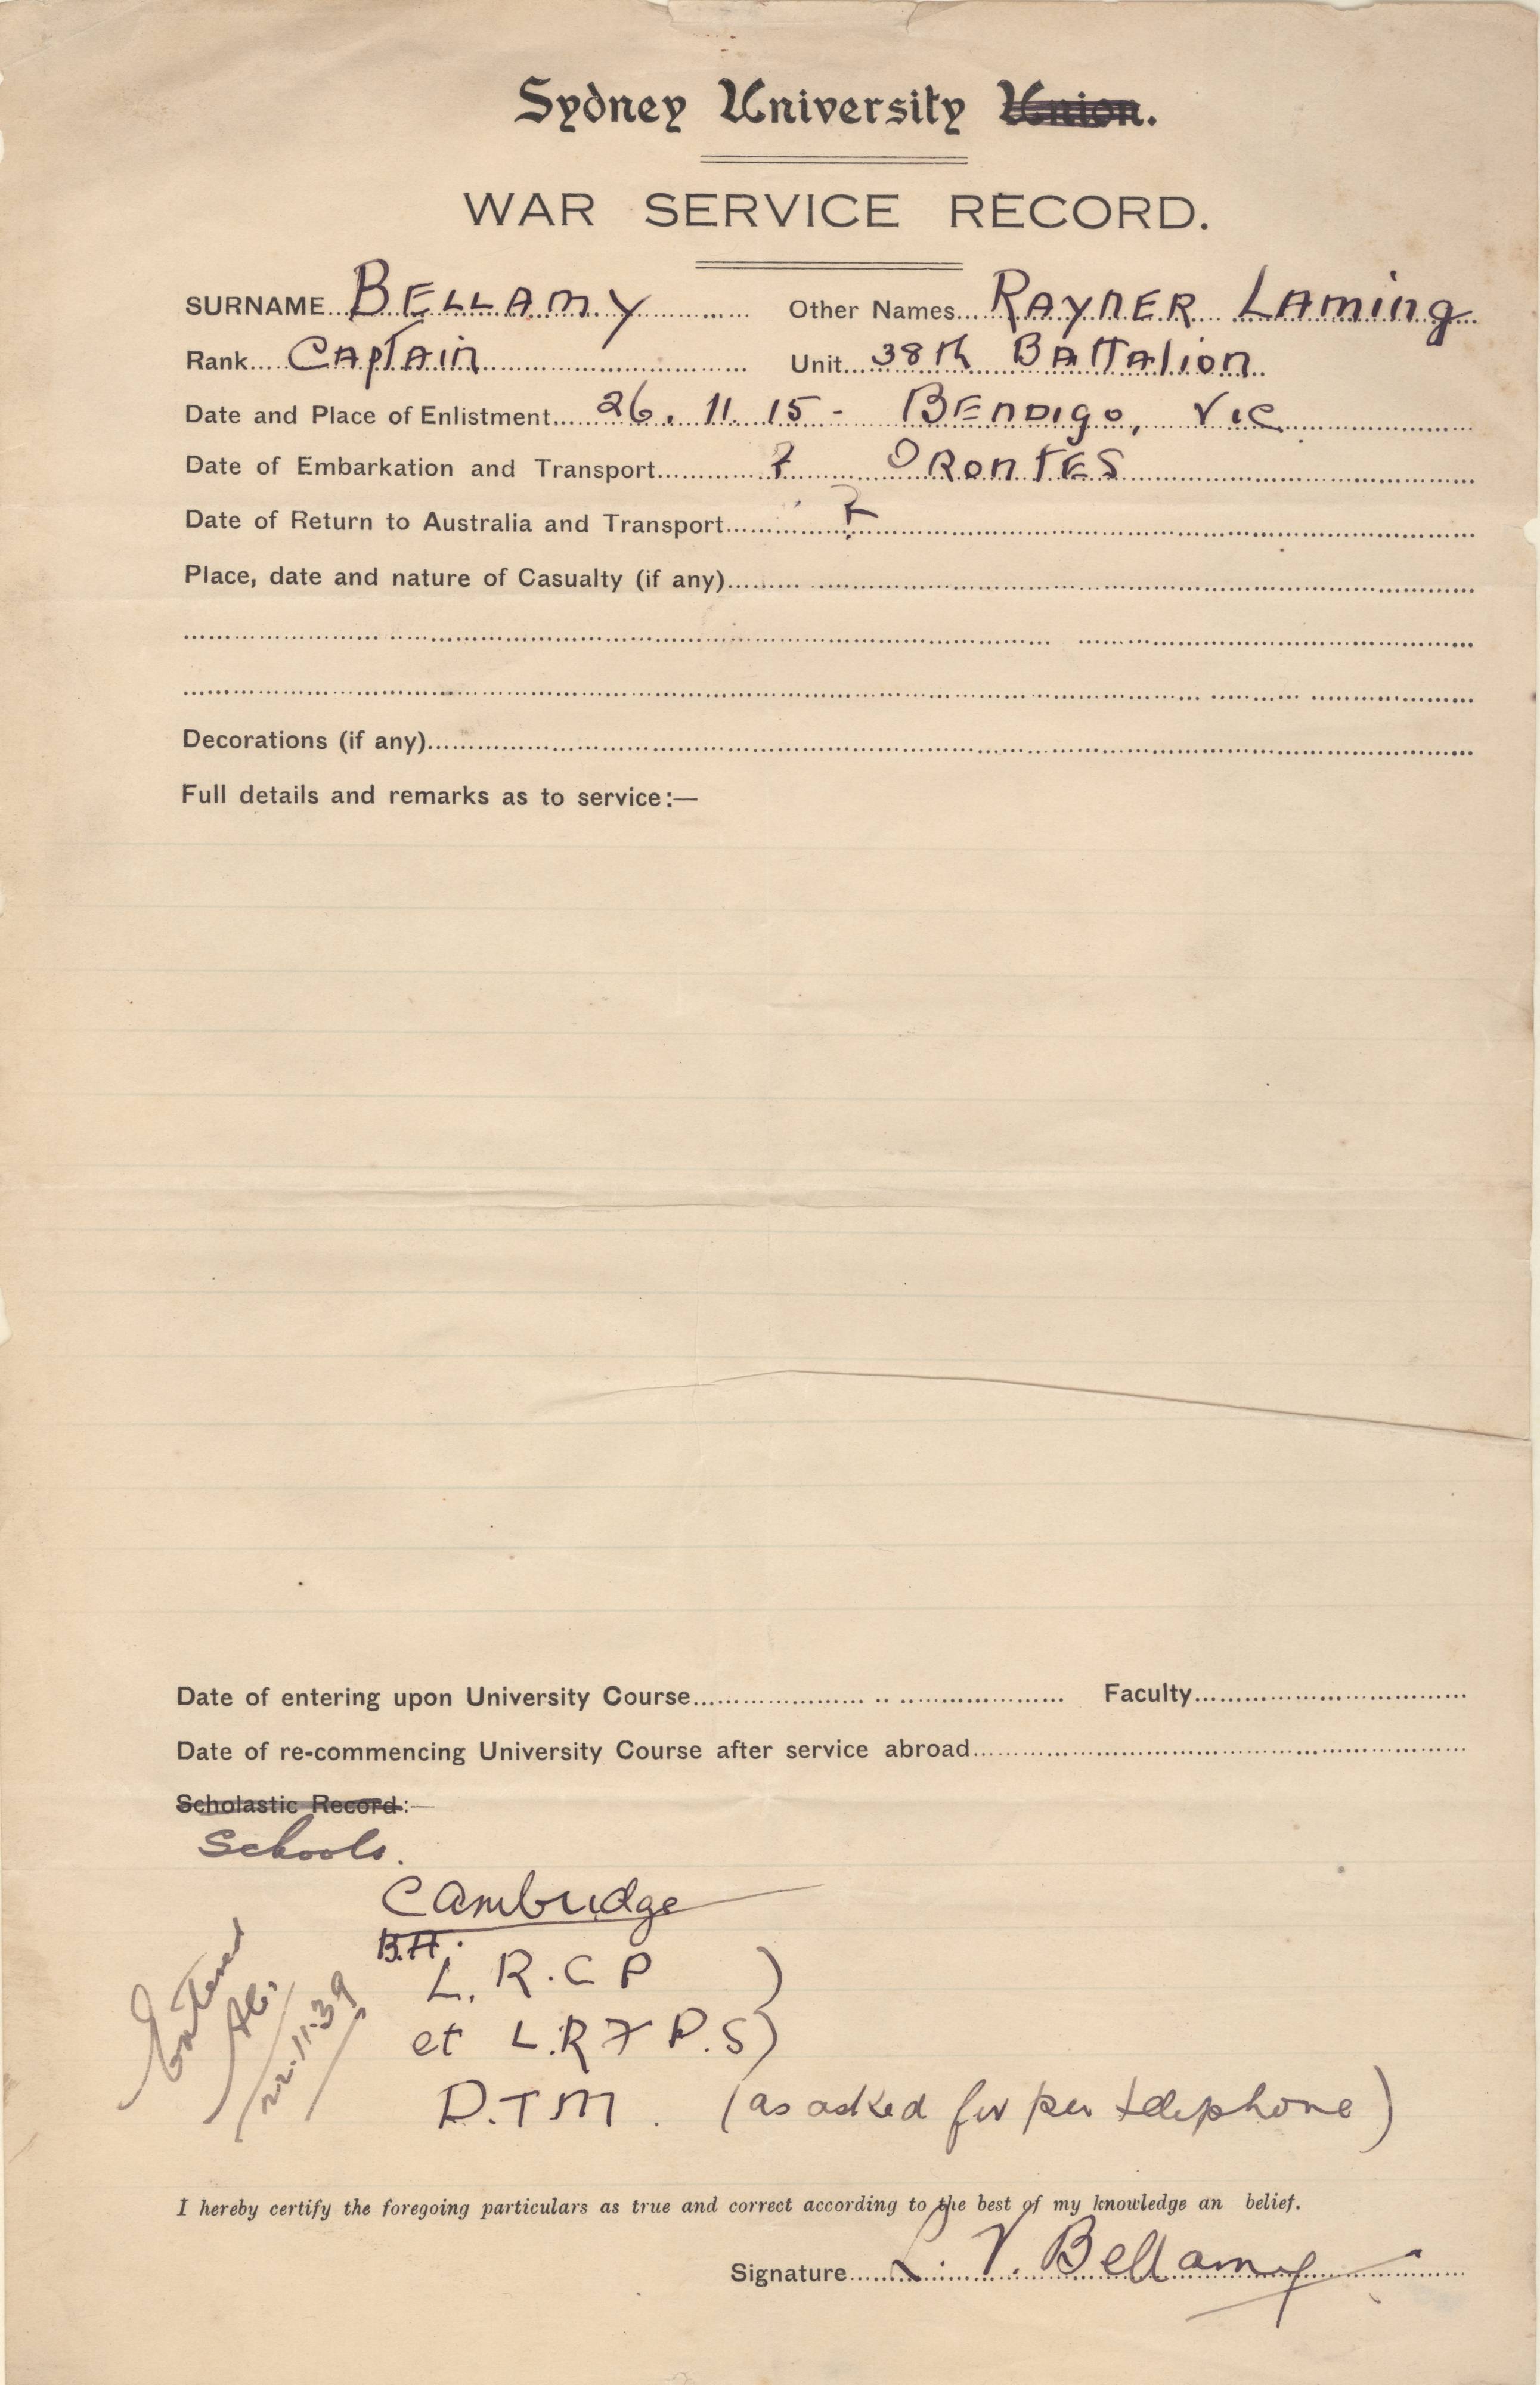 Sydney University Union.
WAR SERVICE RECORD.
SURNAME BELLAMY Other Names RAYNER LAMING
Rank CAPTAIN Unit 38th BATTALION
Date and Place of Enlistment 26. 11. 15 - BENDIGO, VIC
Date of Embarkation and Transport ? ORONTES
Date of Return to Australia and Transport ?
Place, date and nature of Casualty (if any)
Decorations (if any)
Full details and remarks as to service:—
Date of entering upon University Course Faculty
Date of re-commencing University Course after service abroad
Scholastic Record:—
Schools.
Cambridge
B.A.
L.R.C P )
et L.R F P.S)
D.T M. (as asked for per telephone)
Entered
22.11.39
I hereby certify the foregoing particulars as true and correct according to the best of my knowledge an belief.
Signature Bellamy